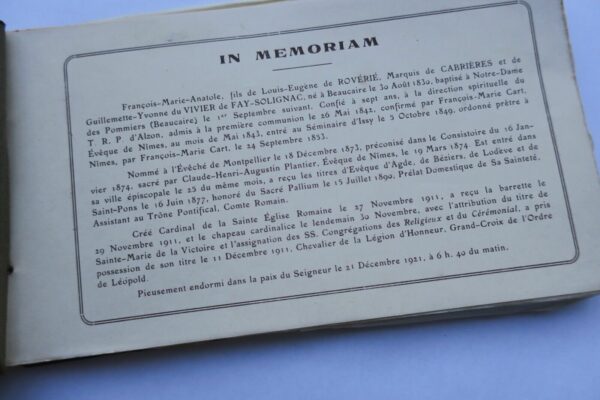 IN MEMORIAM
François-Marie-Anatole, fils de Louis-Eugène de ROVÉRIÉ, Marquis de CABRIÈRES et de
Guillemette-Yvonne du VIVIER de FAY-SOLIGNAC, né à Beaucaire le 30 Août 1830, baptisé à Notre-Dame
des Pommiers (Beaucaire) le 1er Septembre suivant. Confié à sept ans, à la direction spirituelle du
T. R. P. d'Alzon, admis à la première communion le 26 Mai 1842, confirmé par François-Marie Cart,
Évêque de Nîmes, au mois de Mai 1843, entré au Séminaire d'Issy le 5 Octobre 1849, ordonné prêtre à
Nîmes, par François-Marie Cart, le 24 Septembre 1853.
Nommé à l'Évêché de Montpellier le 18 Décembre 1873, préconisé dans le Consistoire du 16 Jan-
vier 1874, sacré par Claude-Henri-Augustin Plantier, Évêque de Nîmes, le 19 Mars 1874. Est entré dans
sa ville épiscopale le 25 du même mois, a reçu les titres d'Évêque d'Agde, de Béziers, de Lodève et de
Saint-Pons le 16 Juin 1877, honoré du Sacré Pallium le 15 Juillet 1890, Prélat Domestique de Sa Sainteté,
Assistant au Trône Pontifical, Comte Romain.
Créé Cardinal de la Sainte Église Romaine le 27 Novembre 1911, a reçu la barrette le
29 Novembre 1911, et le chapeau cardinalice le lendemain 30 Novembre, avec l'attribution du titre de
Sainte-Marie de la Victoire et l'assignation des SS. Congrégations des Religieux et du Cérémonial, a pris
possession de son titre le 11 Décembre 1911, Chevalier de la Légion d'Honneur, Grand-Croix de l'Ordre
de Léopold.
Pieusement endormi dans la paix du Seigneur le 21 Décembre 1921, à 6 h. 40 du matin.